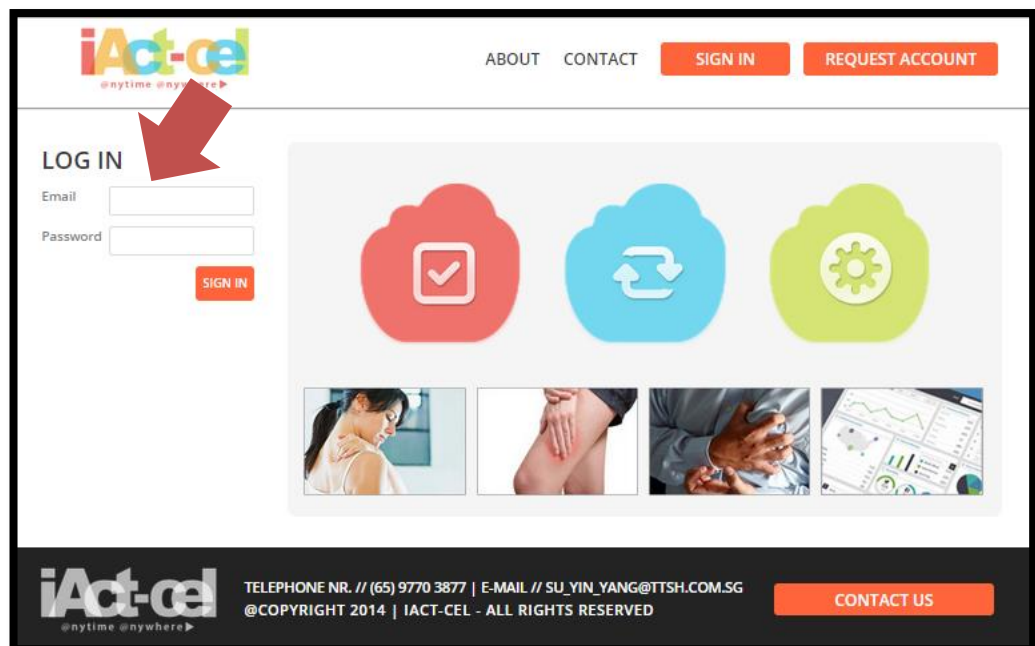 iAct-cel
@nytime @nywhere
ABOUT CONTACT SIGN IN REQUEST ACCOUNT
LOG IN
Email
Password
SIGN IN
iAct-cel
@nytime @nywhere
TELEPHONE NR. // (65) 9770 3877 | E-MAIL // SU_YIN_YANG@TTSH.COM.SG
@COPYRIGHT 2014 | IACT-CEL - ALL RIGHTS RESERVED
CONTACT US